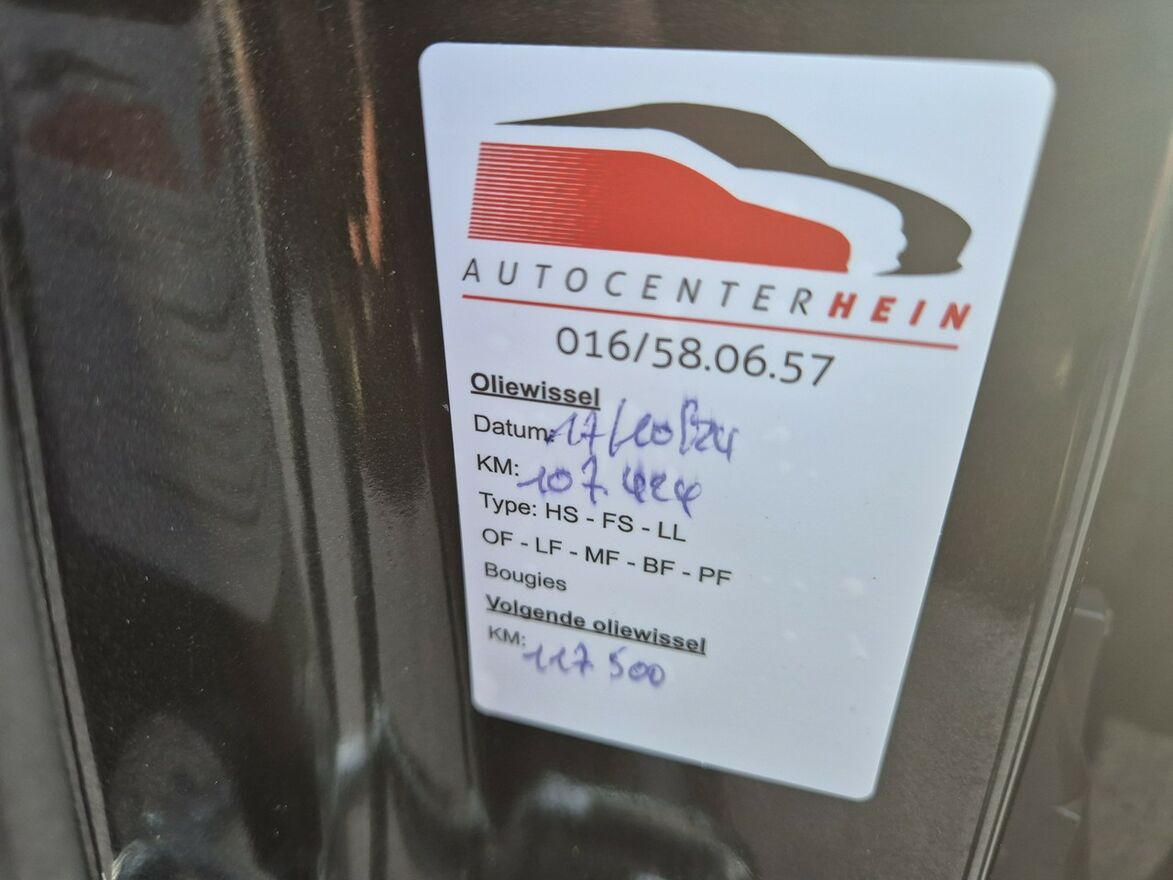 AUTOCENTERHEIN
016/58.06.57
Oliewissel
Datum: 17/10/24
KM: 107.424
Type: HS - FS - LL
OF - LF - MF - BF - PF
Bougies
Volgende oliewissel
KM: 117 500